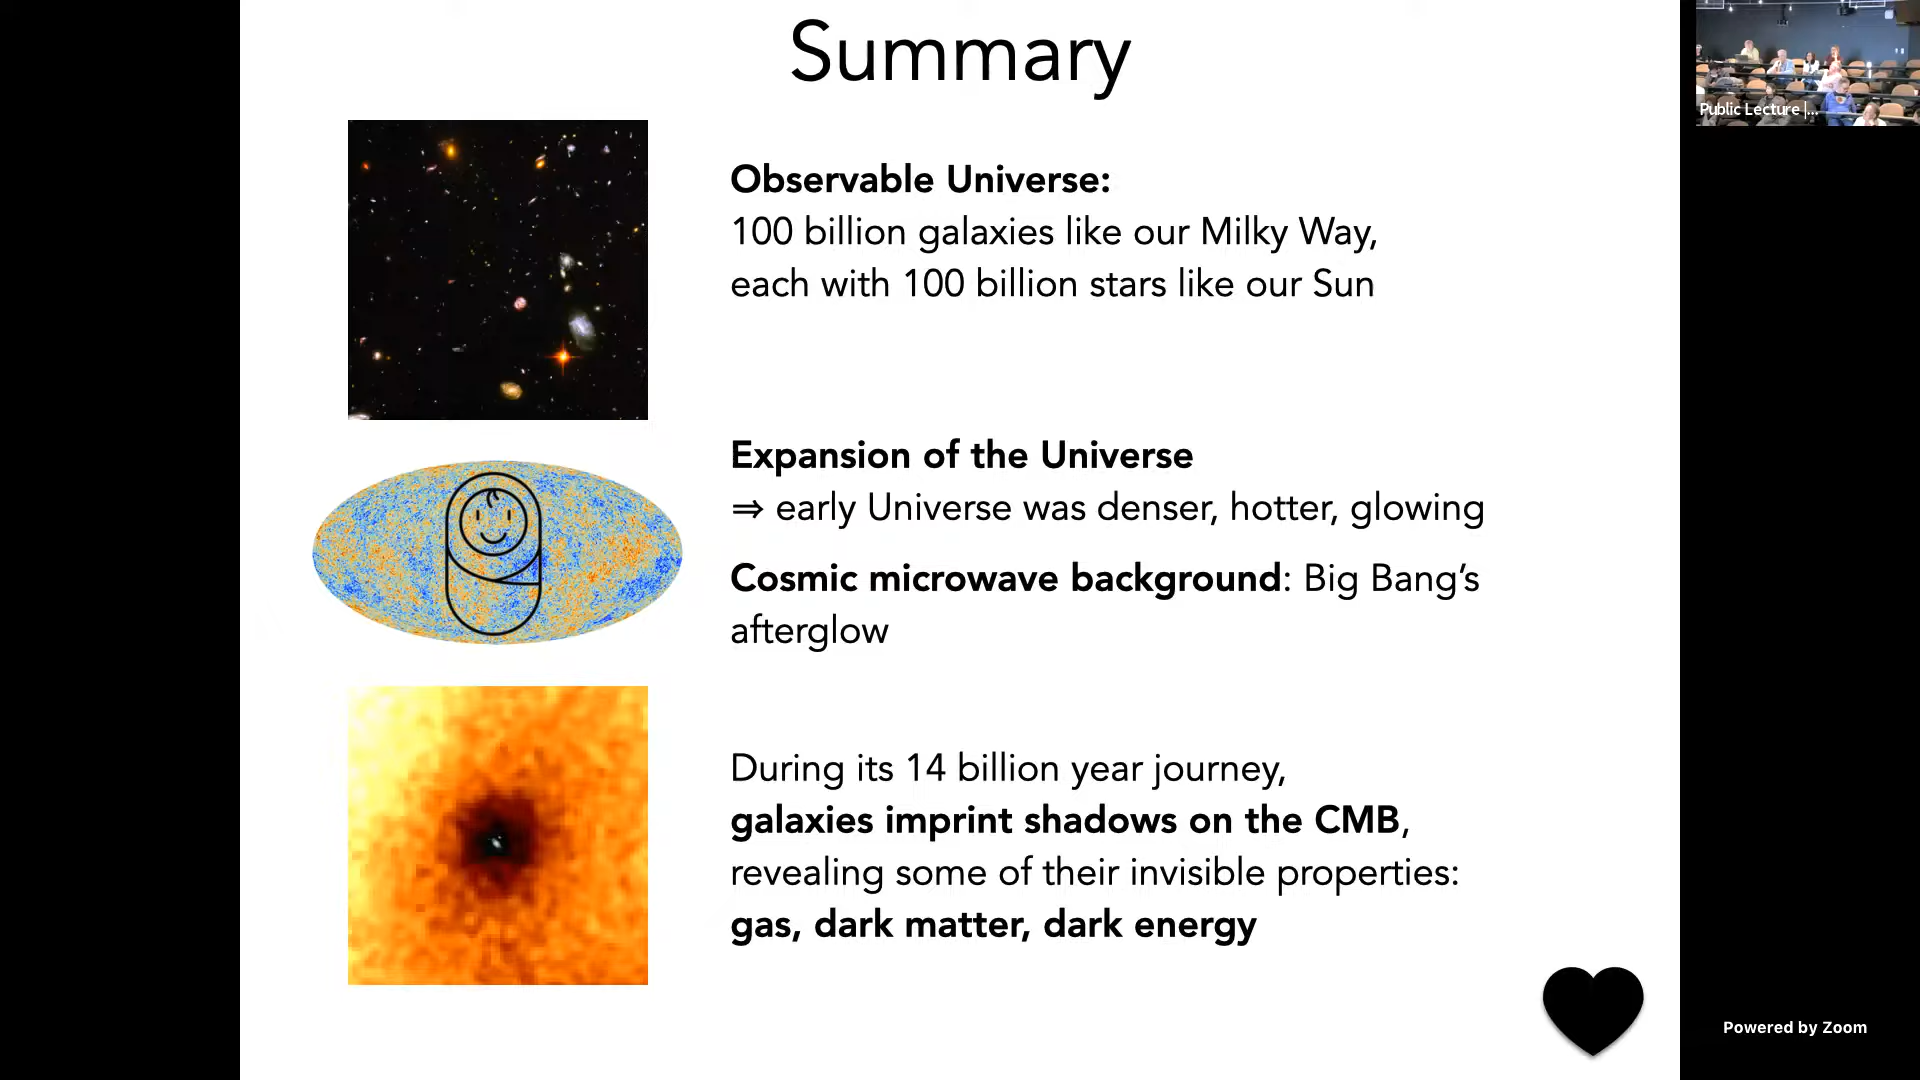 Summary
Public Lecture |...
Observable Universe:
100 billion galaxies like our Milky Way,
each with 100 billion stars like our Sun
Expansion of the Universe
⇒ early Universe was denser, hotter, glowing
Cosmic microwave background: Big Bang’s
afterglow
During its 14 billion year journey,
galaxies imprint shadows on the CMB,
revealing some of their invisible properties:
gas, dark matter, dark energy
Powered by Zoom